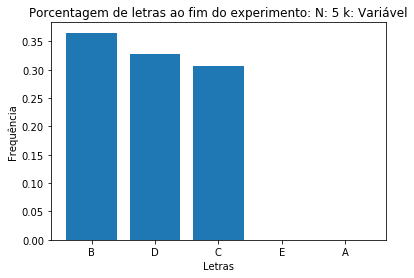 Porcentagem de letras ao fim do experimento: N: 5 k: Variável
0.35
0.30
0.25
0.20
0.15
0.10
0.05
0.00
Frequência
B D C E A
Letras